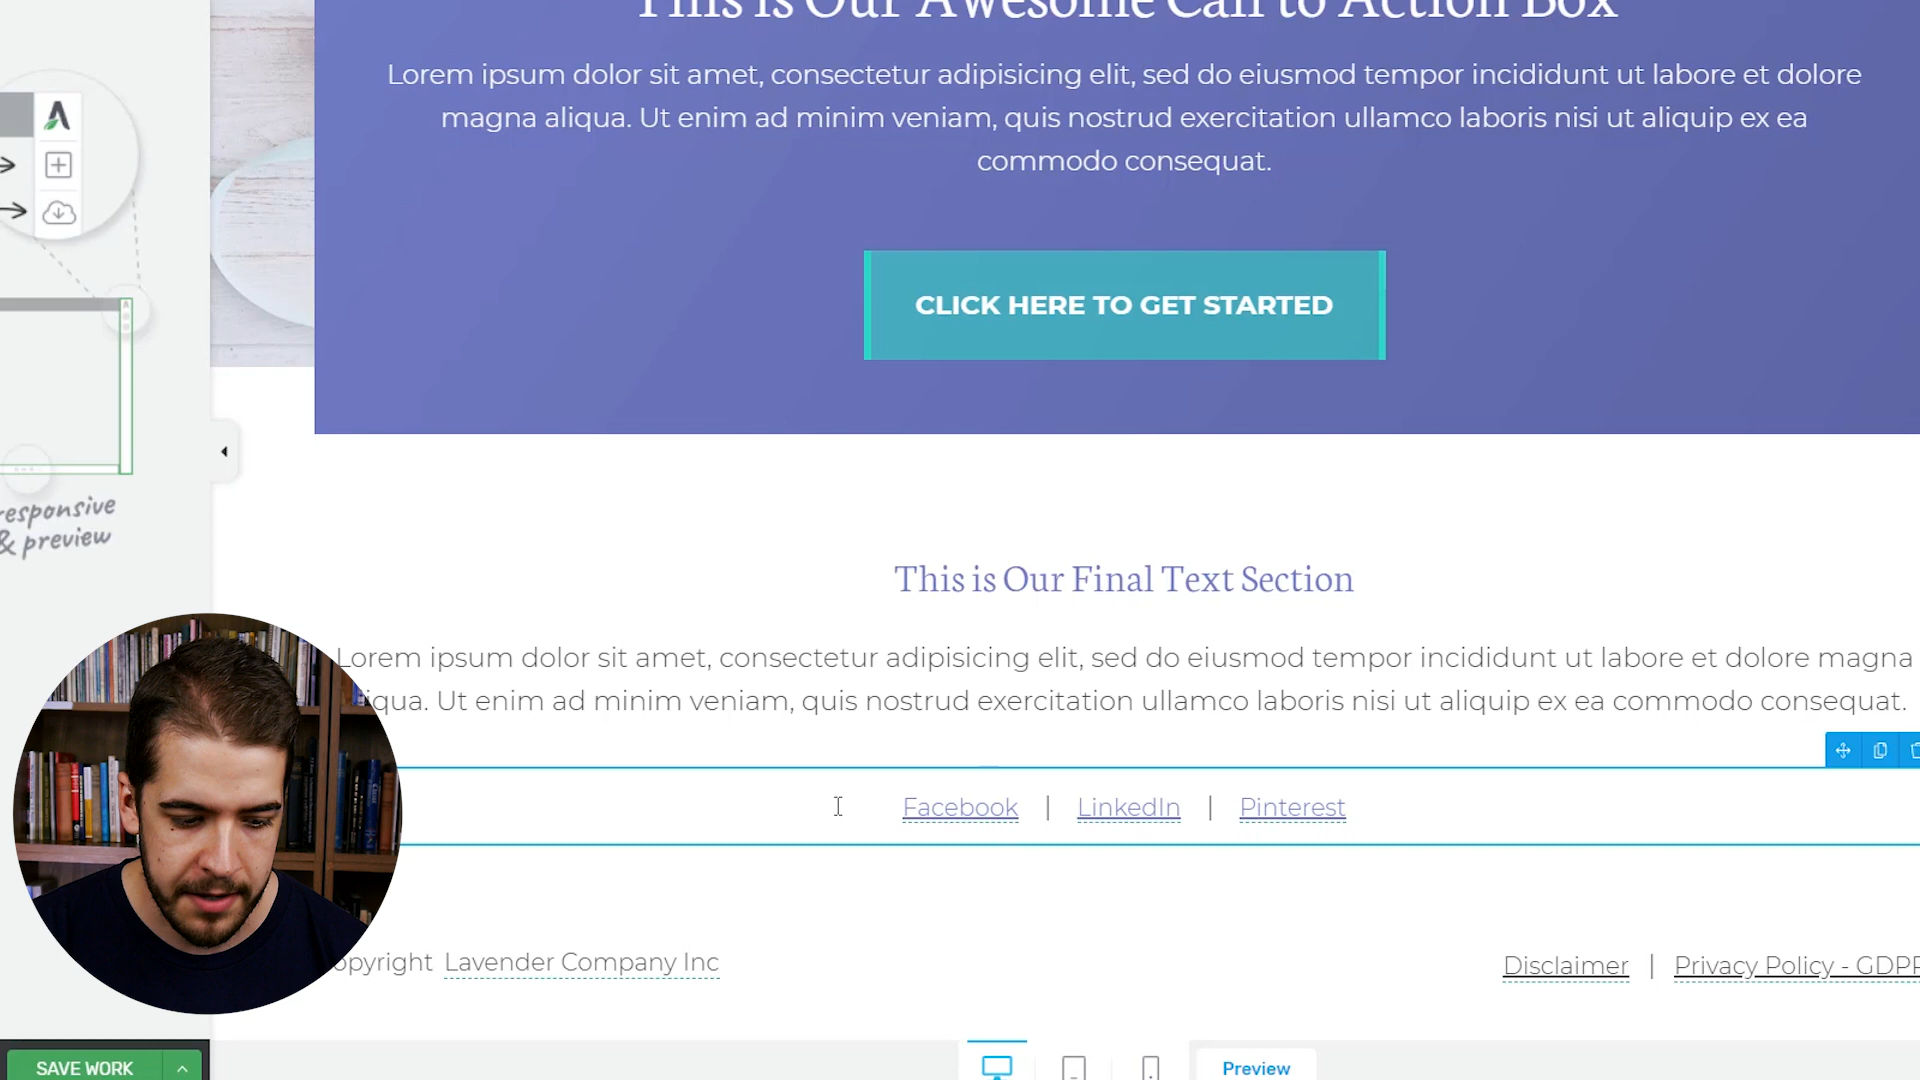 This is Our Awesome Call to Action Box
Lorem ipsum dolor sit amet, consectetur adipisicing elit, sed do eiusmod tempor incididunt ut labore et dolore
magna aliqua. Ut enim ad minim veniam, quis nostrud exercitation ullamco laboris nisi ut aliquip ex ea
commodo consequat.
CLICK HERE TO GET STARTED
responsive
& preview
This is Our Final Text Section
Lorem ipsum dolor sit amet, consectetur adipisicing elit, sed do eiusmod tempor incididunt ut labore et dolore magna
iqua. Ut enim ad minim veniam, quis nostrud exercitation ullamco laboris nisi ut aliquip ex ea commodo consequat.
Facebook | LinkedIn | Pinterest
opyright Lavender Company Inc
Disclaimer | Privacy Policy - GDPR
SAVE WORK
Preview